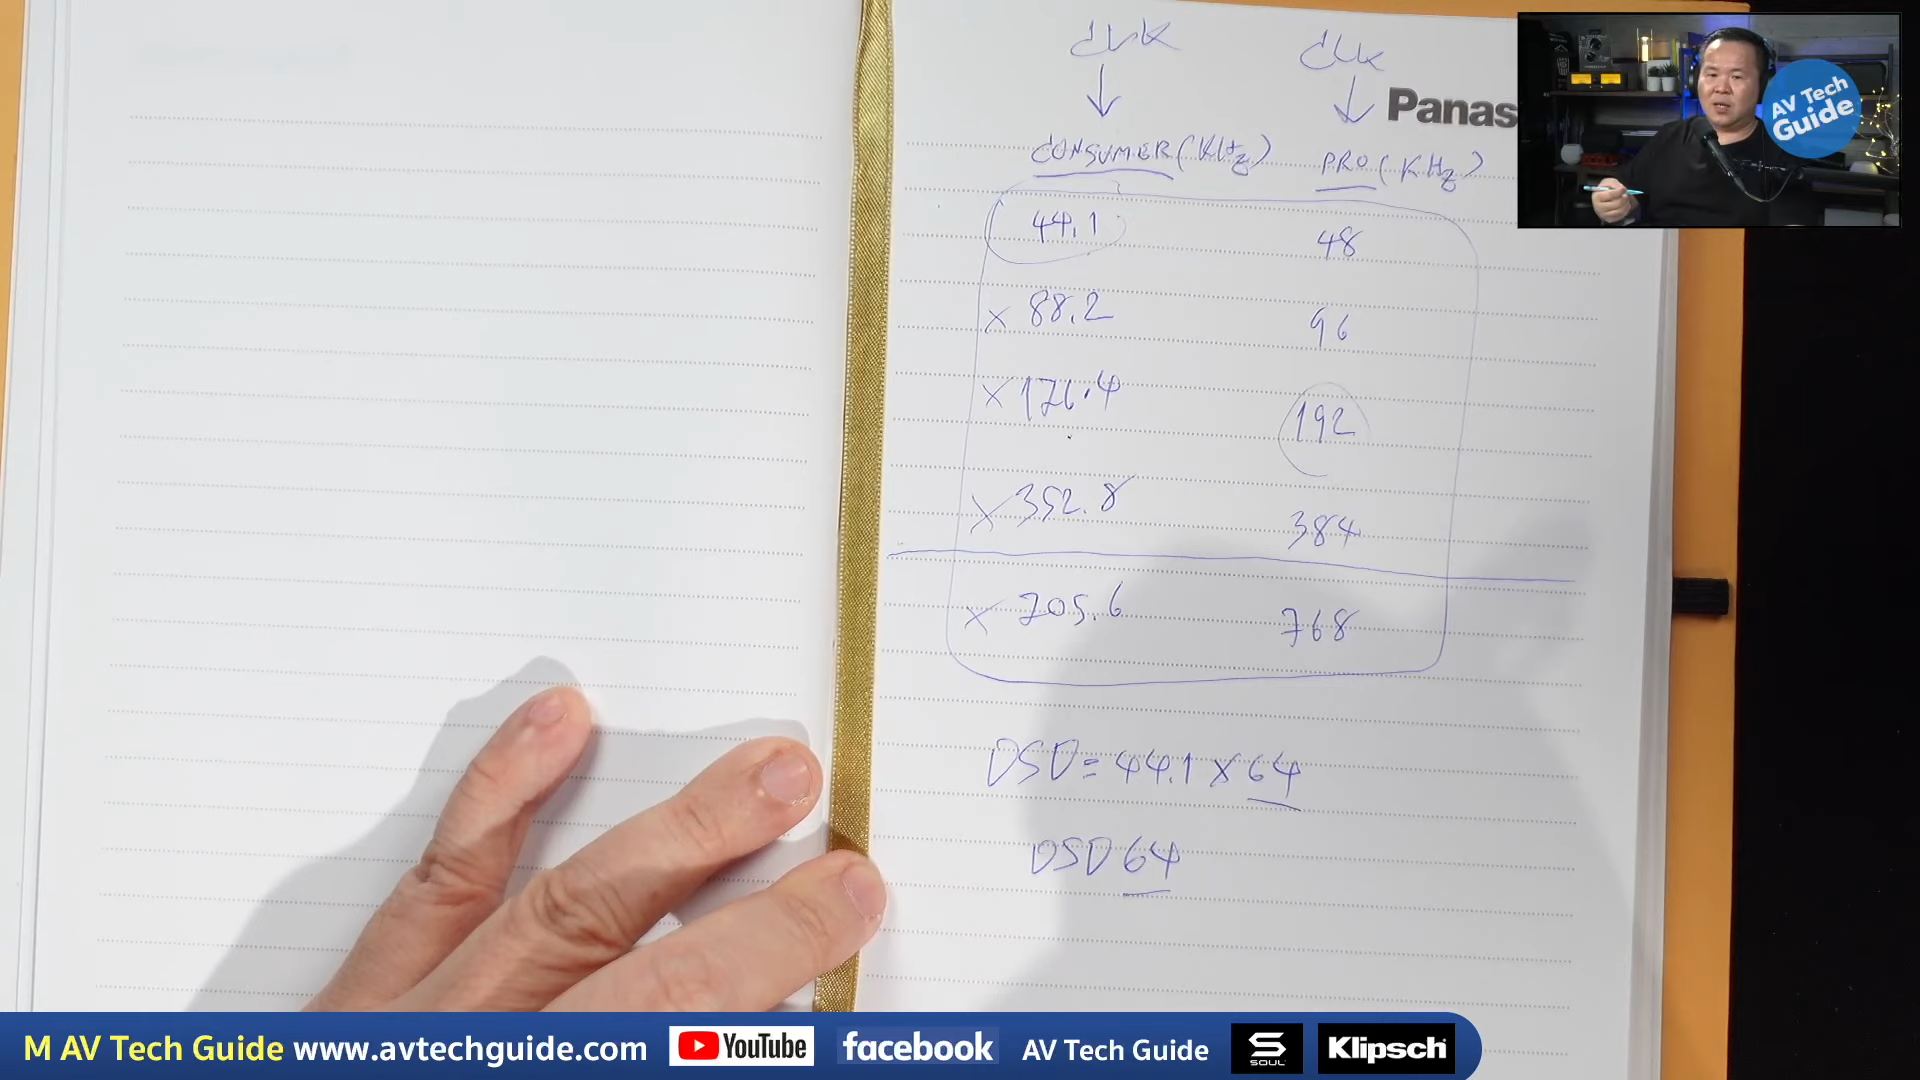 CLK CLK
Panas
AV Tech
Guide
CONSUMER (KHz) PRO (KHz)
44.1 48
x 88.2 96
x 176.4 192
x 352.8 384
x 705.6 768
DSD = 44.1 x 64
DSD 64
M AV Tech Guide www.avtechguide.com YouTube facebook AV Tech Guide S SOUL Klipsch